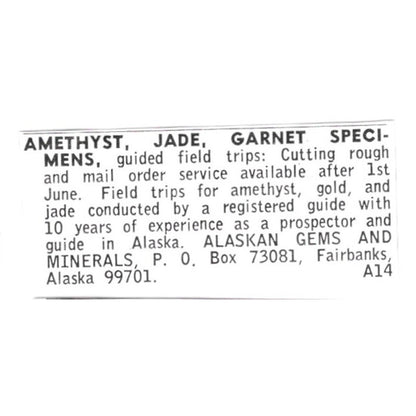 AMETHYST, JADE, GARNET SPECI-
MENS, guided field trips: Cutting rough
and mail order service available after 1st
June. Field trips for amethyst, gold, and
jade conducted by a registered guide with
10 years of experience as a prospector and
guide in Alaska. ALASKAN GEMS AND
MINERALS, P. O. Box 73081, Fairbanks,
Alaska 99701. A14